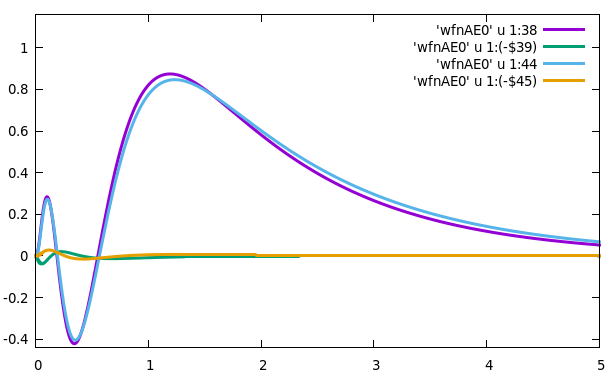 'wfnAE0' u 1:38
'wfnAE0' u 1:(-$39)
'wfnAE0' u 1:44
'wfnAE0' u 1:(-$45)
1
0.8
0.6
0.4
0.2
0
-0.2
-0.4
0 1 2 3 4 5